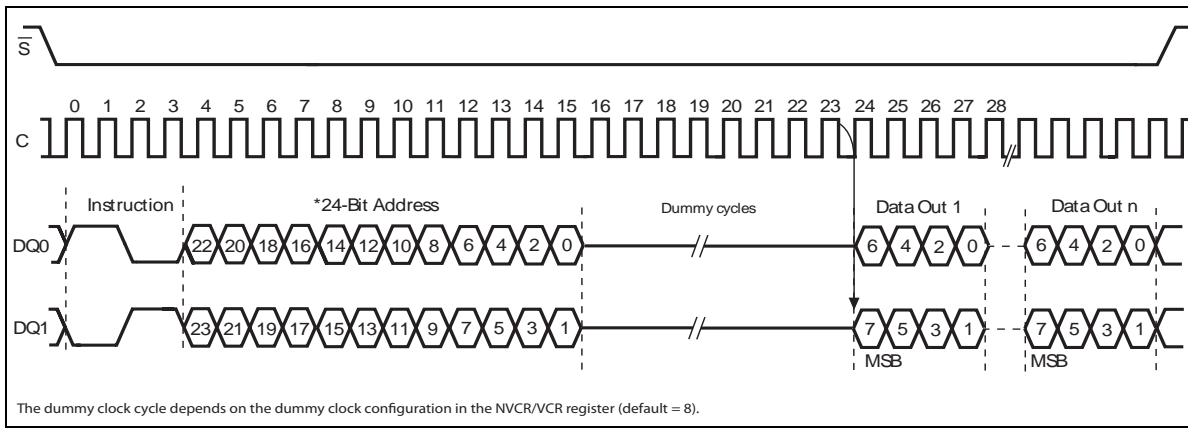 S
0 1 2 3 4 5 6 7 8 9 10 11 12 13 14 15 16 17 18 19 20 21 22 23 24 25 26 27 28
C
Instruction *24-Bit Address Dummy cycles Data Out 1 Data Out n
DQ0 22 20 18 16 14 12 10 8 6 4 2 0 6 4 2 0 6 4 2 0
DQ1 23 21 19 17 15 13 11 9 7 5 3 1 7 5 3 1 7 5 3 1
MSB MSB
The dummy clock cycle depends on the dummy clock configuration in the NVCR/VCR register (default = 8).